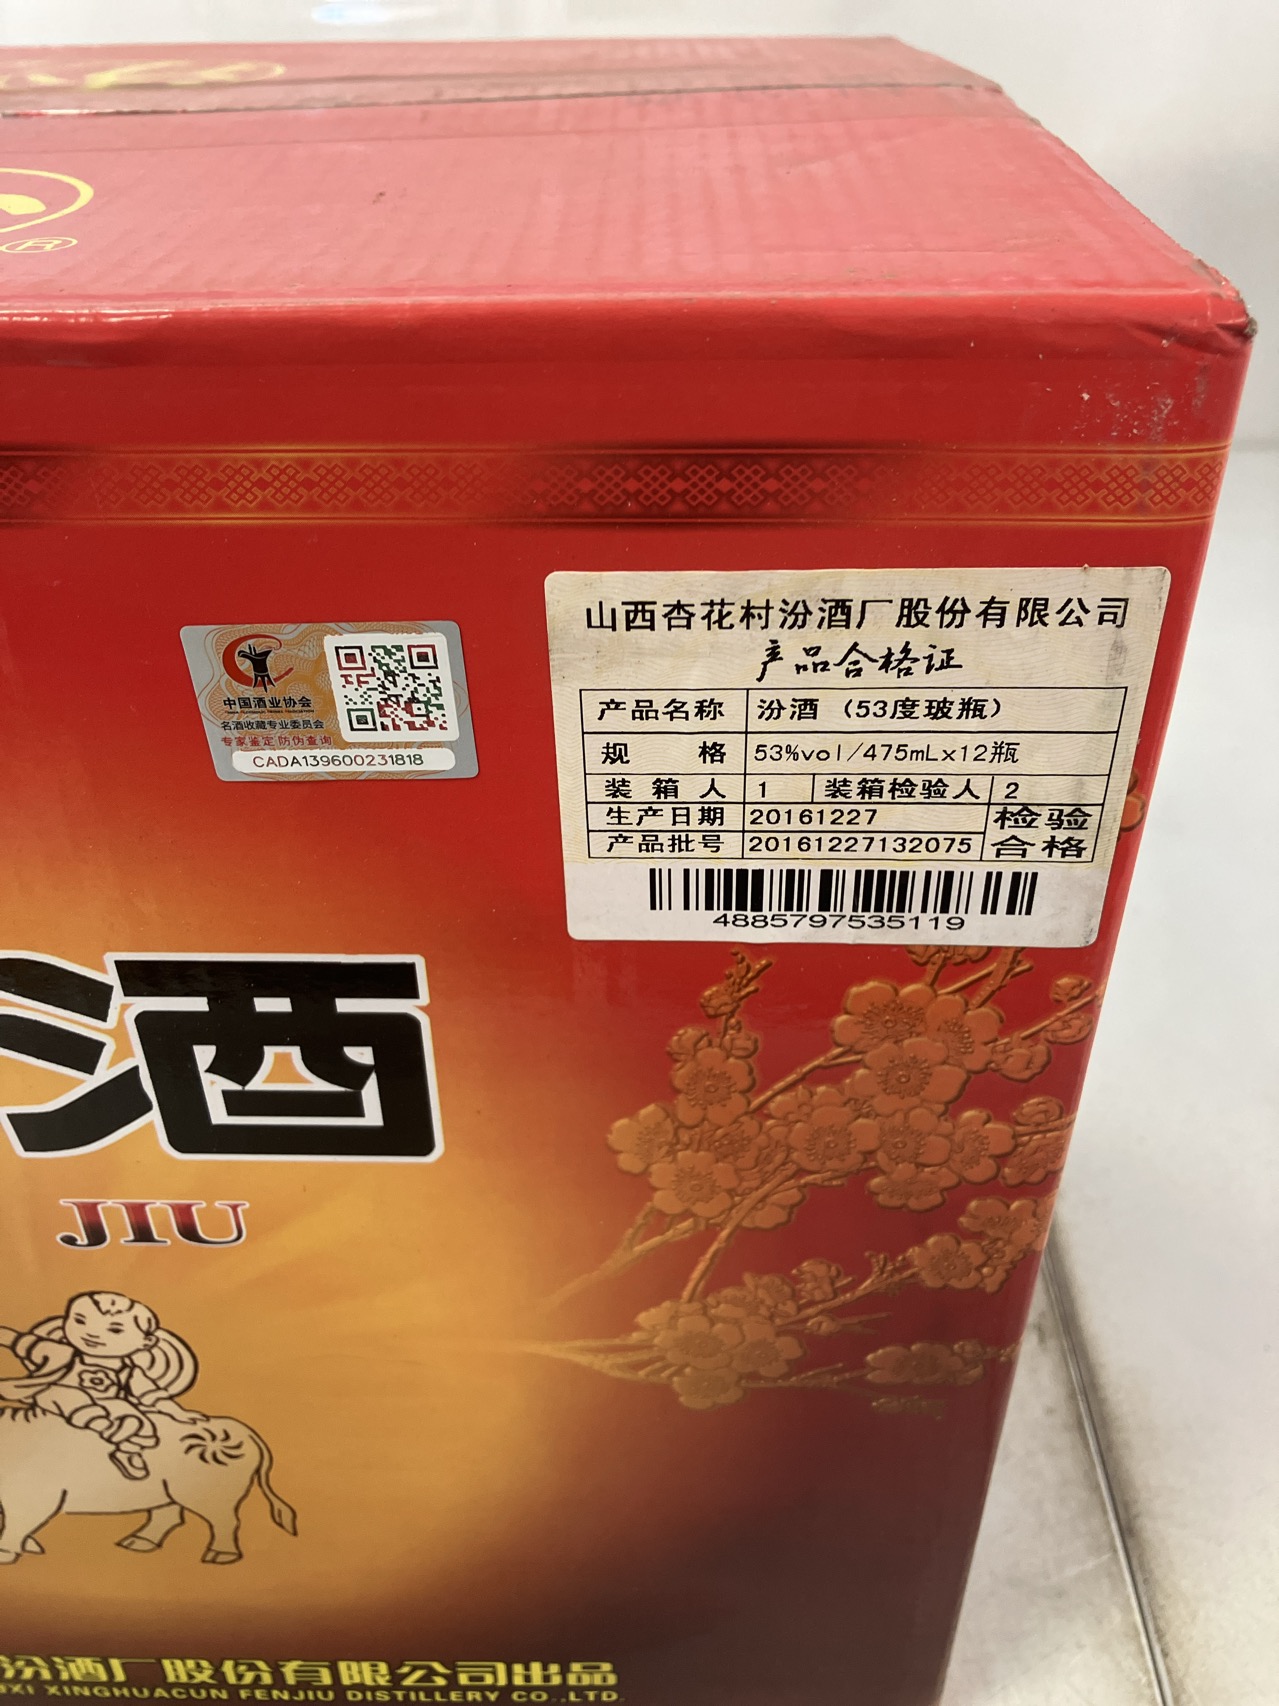 ®
山西杏花村汾酒厂股份有限公司
产品合格证
产品名称 汾酒（53度玻瓶）
规 格 53%vol/475mLx12瓶
装 箱 人 1 装箱检验人 2
生产日期 20161227 检验
产品批号 20161227132075 合格
4885797535119
中国酒业协会
名酒收藏专业委员会
专家鉴定 防伪查询
CADA139600231818
酒
JIU
汾酒厂股份有限公司出品
XI XINGHUACUN FENJIU DISTILLERY CO.,LTD.